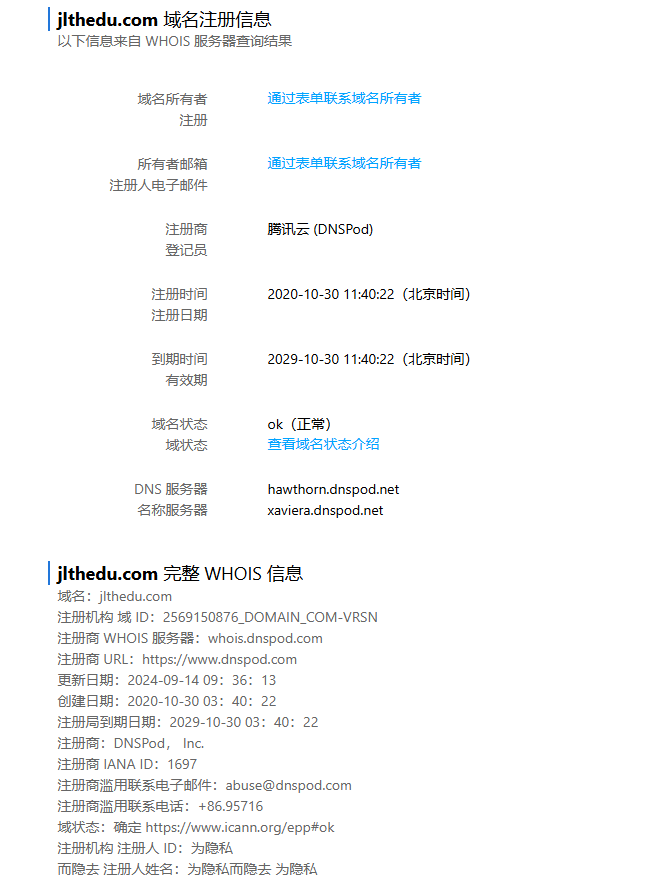 jlthedu.com 域名注册信息
以下信息来自 WHOIS 服务器查询结果
域名所有者 通过表单联系域名所有者
注册
所有者邮箱 通过表单联系域名所有者
注册人电子邮件
注册商 腾讯云 (DNSPod)
登记员
注册时间 2020-10-30 11:40:22（北京时间）
注册日期
到期时间 2029-10-30 11:40:22（北京时间）
有效期
域名状态 ok（正常）
域状态 查看域名状态介绍
DNS 服务器 hawthorn.dnspod.net
名称服务器 xaviera.dnspod.net
jlthedu.com 完整 WHOIS 信息
域名：jlthedu.com
注册机构 域 ID：2569150876_DOMAIN_COM-VRSN
注册商 WHOIS 服务器：whois.dnspod.com
注册商 URL：https://www.dnspod.com
更新日期：2024-09-14 09：36：13
创建日期：2020-10-30 03：40：22
注册局到期日期：2029-10-30 03：40：22
注册商：DNSPod， Inc.
注册商 IANA ID：1697
注册商滥用联系电子邮件：abuse@dnspod.com
注册商滥用联系电话：+86.95716
域状态：确定 https://www.icann.org/epp#ok
注册机构 注册人 ID：为隐私
而隐去 注册人姓名：为隐私而隐去 为隐私